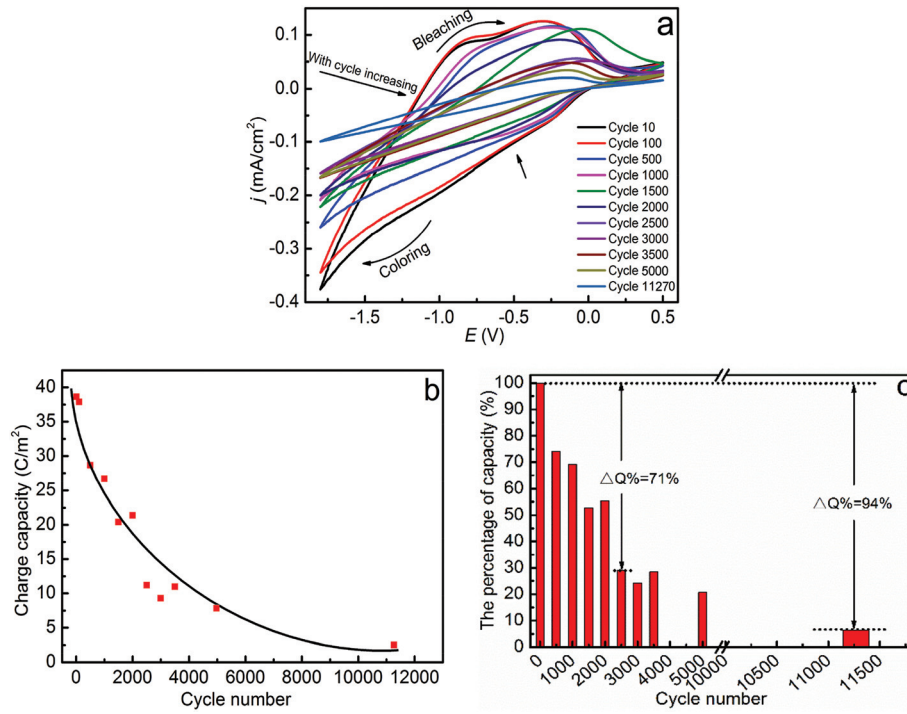 a
Bleaching
With cycle increasing
Coloring
0.1
0.0
-0.1
-0.2
-0.3
-0.4
j (mA/cm²)
-1.5 -1.0 -0.5 0.0 0.5
E (V)
Cycle 10
Cycle 100
Cycle 500
Cycle 1000
Cycle 1500
Cycle 2000
Cycle 2500
Cycle 3000
Cycle 3500
Cycle 5000
Cycle 11270
b
40
35
30
25
20
15
10
5
0
Charge capacity (C/m²)
0 2000 4000 6000 8000 10000 12000
Cycle number
c
100
90
80
70
60
50
40
30
20
10
0
The percentage of capacity (%)
△Q%=71%
△Q%=94%
0 1000 2000 3000 4000 5000 10000 10500 11000 11500
Cycle number